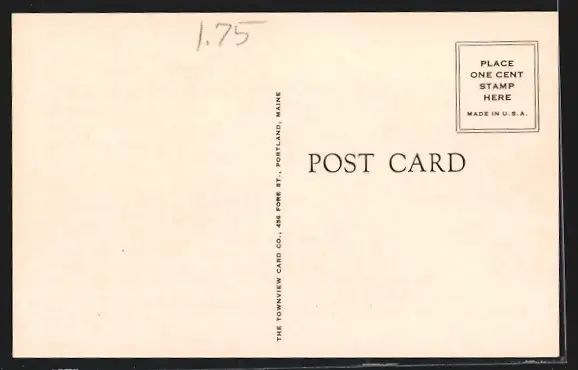 1.75
PLACE
ONE CENT
STAMP
HERE
MADE IN U.S.A.
POST CARD
THE TOWNVIEW CARD CO., 456 FORE ST., PORTLAND, MAINE